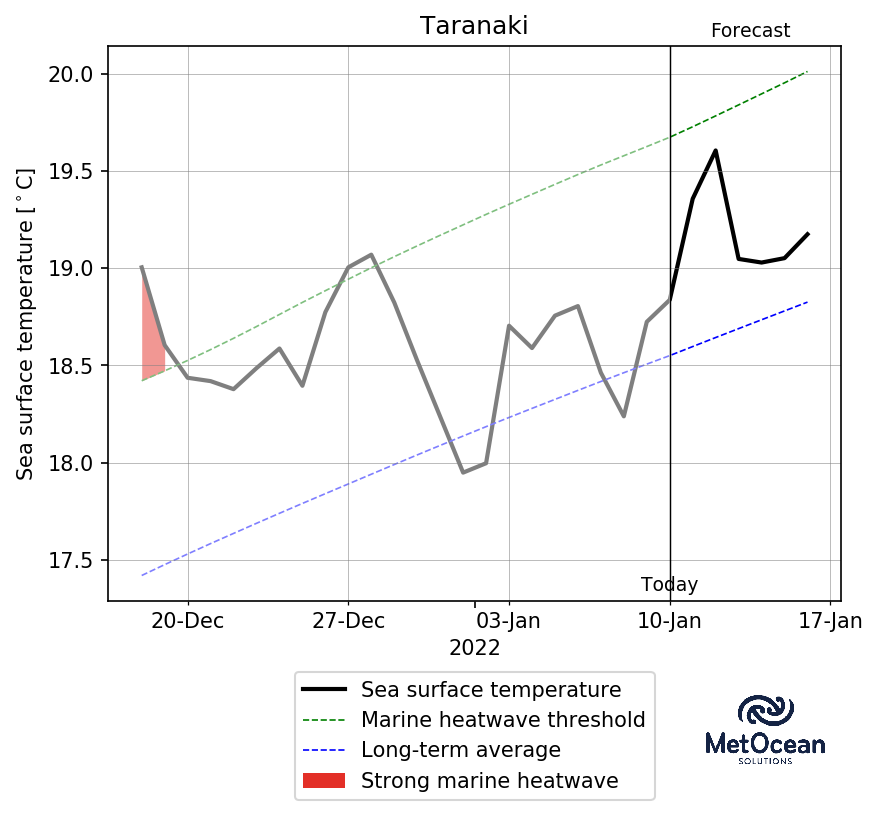 Taranaki
Forecast
20.0
19.5
19.0
18.5
18.0
17.5
Sea surface temperature [°C]
Today
20-Dec
27-Dec
03-Jan
10-Jan
17-Jan
2022
Sea surface temperature
Marine heatwave threshold
Long-term average
Strong marine heatwave
MetOcean
SOLUTIONS